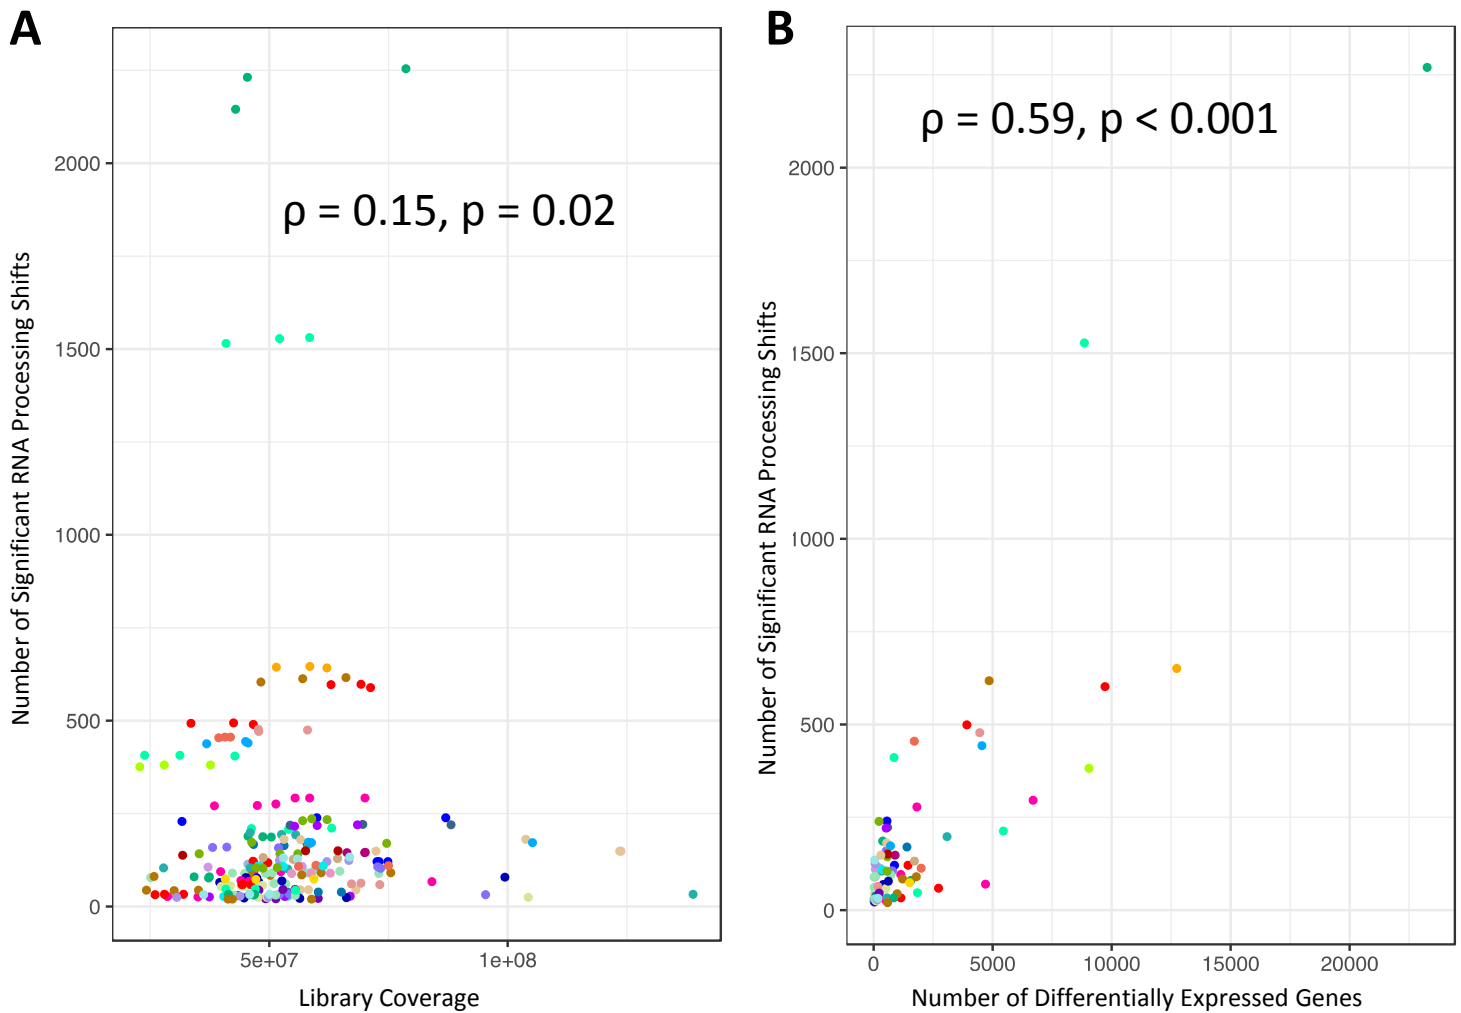 A
Number of Significant RNA Processing Shifts
2000
1500
1000
500
0
ρ = 0.15, p = 0.02
5e+07
1e+08
Library Coverage
B
Number of Significant RNA Processing Shifts
2000
1500
1000
500
0
ρ = 0.59, p < 0.001
0
5000
10000
15000
20000
Number of Differentially Expressed Genes